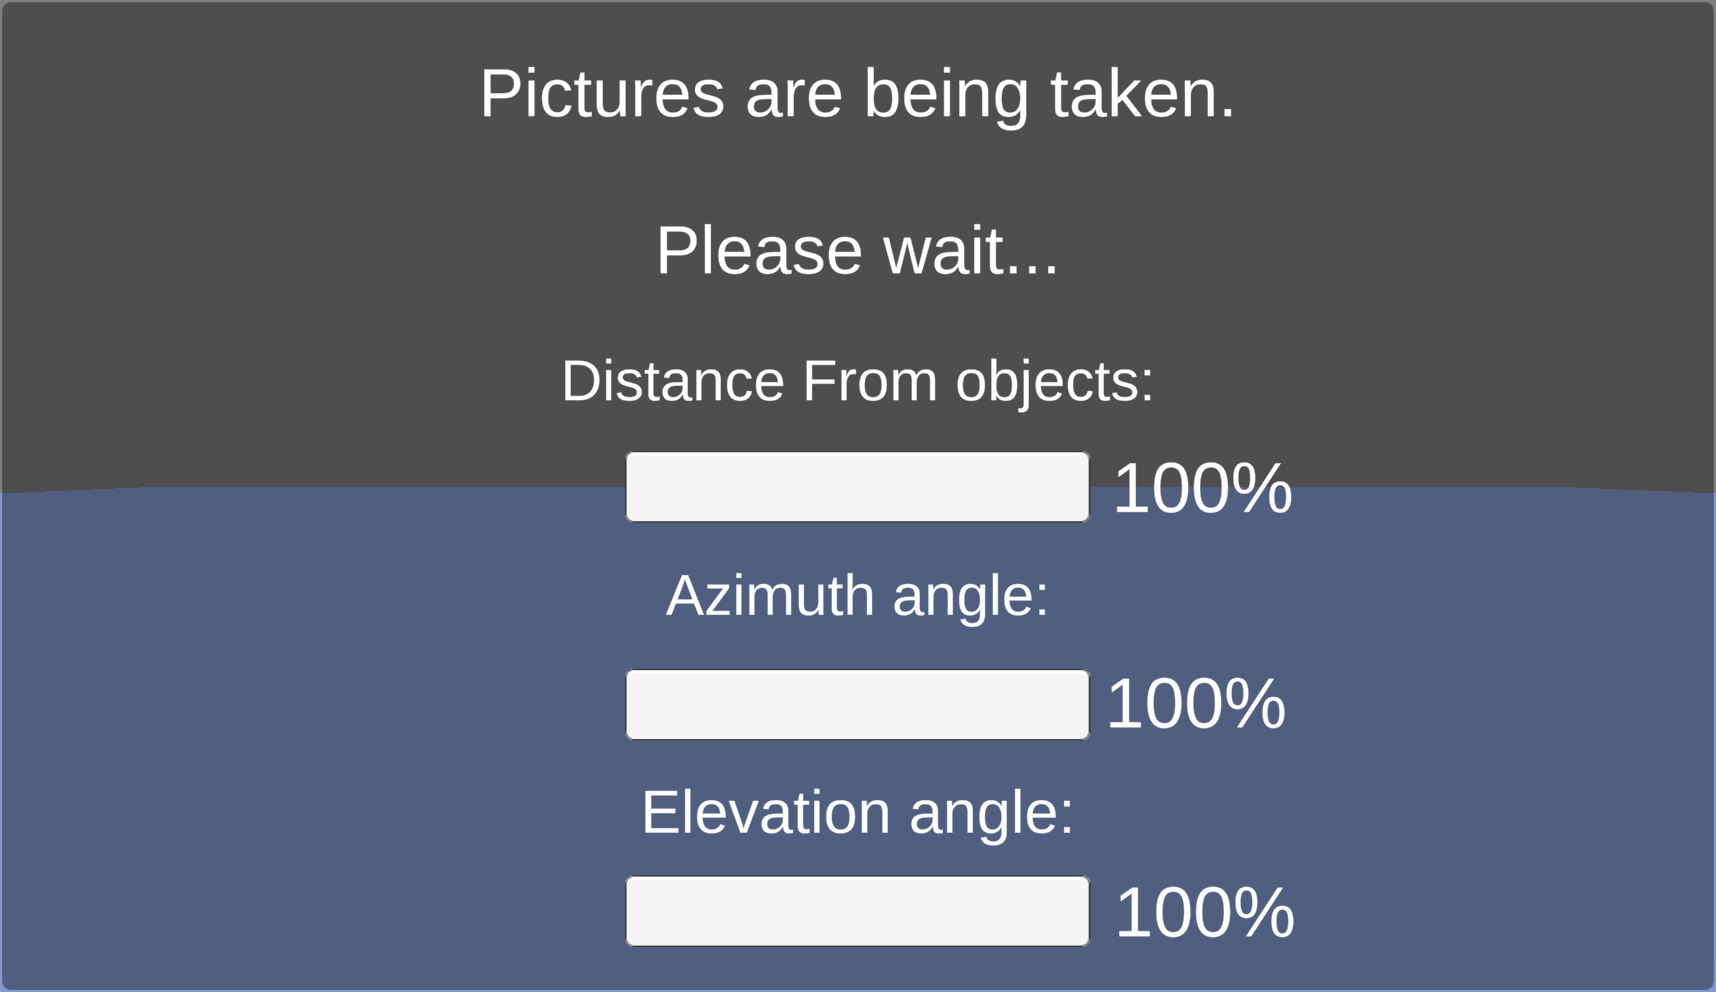 Pictures are being taken.
Please wait...
Distance From objects:
100%
Azimuth angle:
100%
Elevation angle:
100%